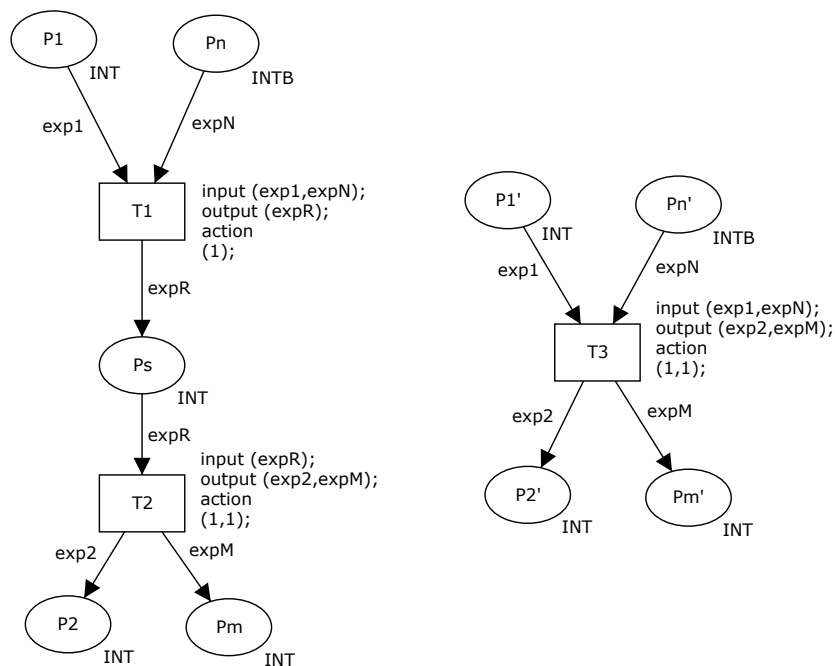 P1
Pn
INT
INTB
exp1
expN
T1
input (exp1,expN);
output (expR);
action
(1);
expR
Ps
INT
expR
T2
input (expR);
output (exp2,expM);
action
(1,1);
exp2
expM
P2
Pm
INT
INT
P1'
Pn'
INT
INTB
exp1
expN
T3
input (exp1,expN);
output (exp2,expM);
action
(1,1);
exp2
expM
P2'
Pm'
INT
INT